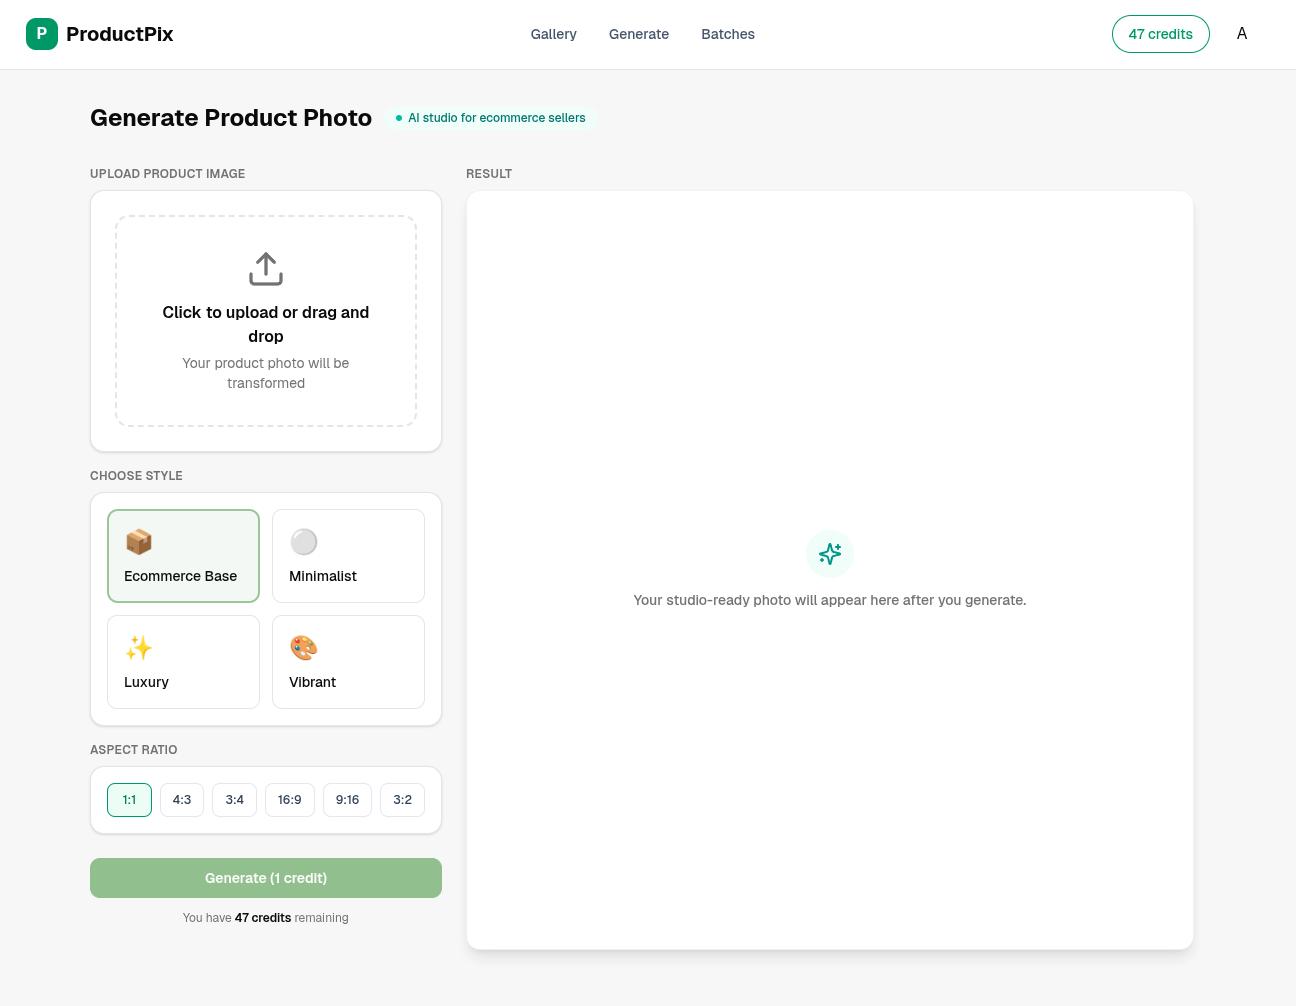 P ProductPix
Gallery Generate Batches
47 credits A
Generate Product Photo
AI studio for ecommerce sellers
UPLOAD PRODUCT IMAGE
Click to upload or drag and
drop
Your product photo will be
transformed
CHOOSE STYLE
Ecommerce Base
Minimalist
Luxury
Vibrant
ASPECT RATIO
1:1 4:3 3:4 16:9 9:16 3:2
Generate (1 credit)
You have 47 credits remaining
RESULT
Your studio-ready photo will appear here after you generate.